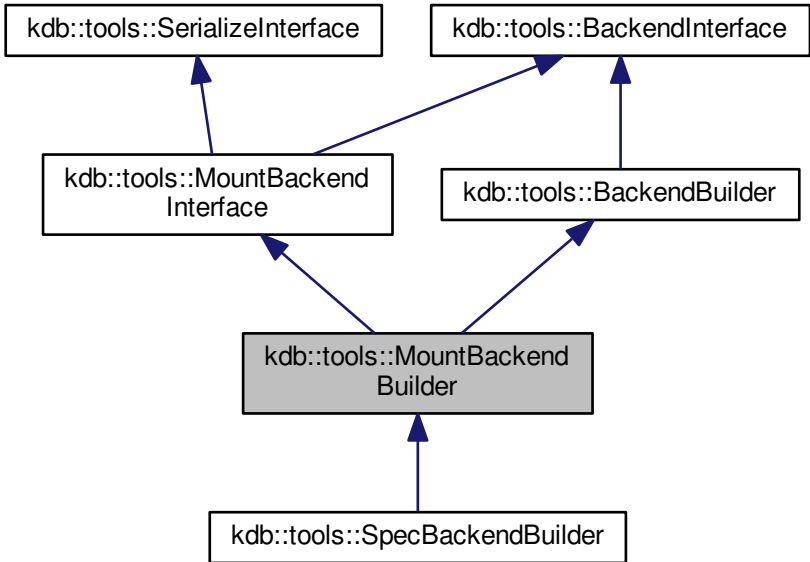 kdb::tools::SerializeInterface
kdb::tools::BackendInterface
kdb::tools::MountBackend
Interface
kdb::tools::BackendBuilder
kdb::tools::MountBackend
Builder
kdb::tools::SpecBackendBuilder